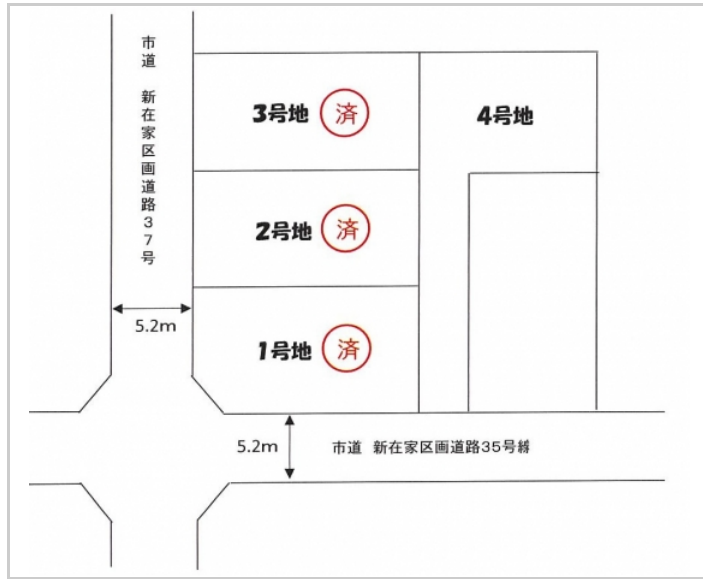 市道 新在家区画道路37号
3号地 済
4号地
2号地 済
5.2m
1号地 済
5.2m
市道 新在家区画道路35号線